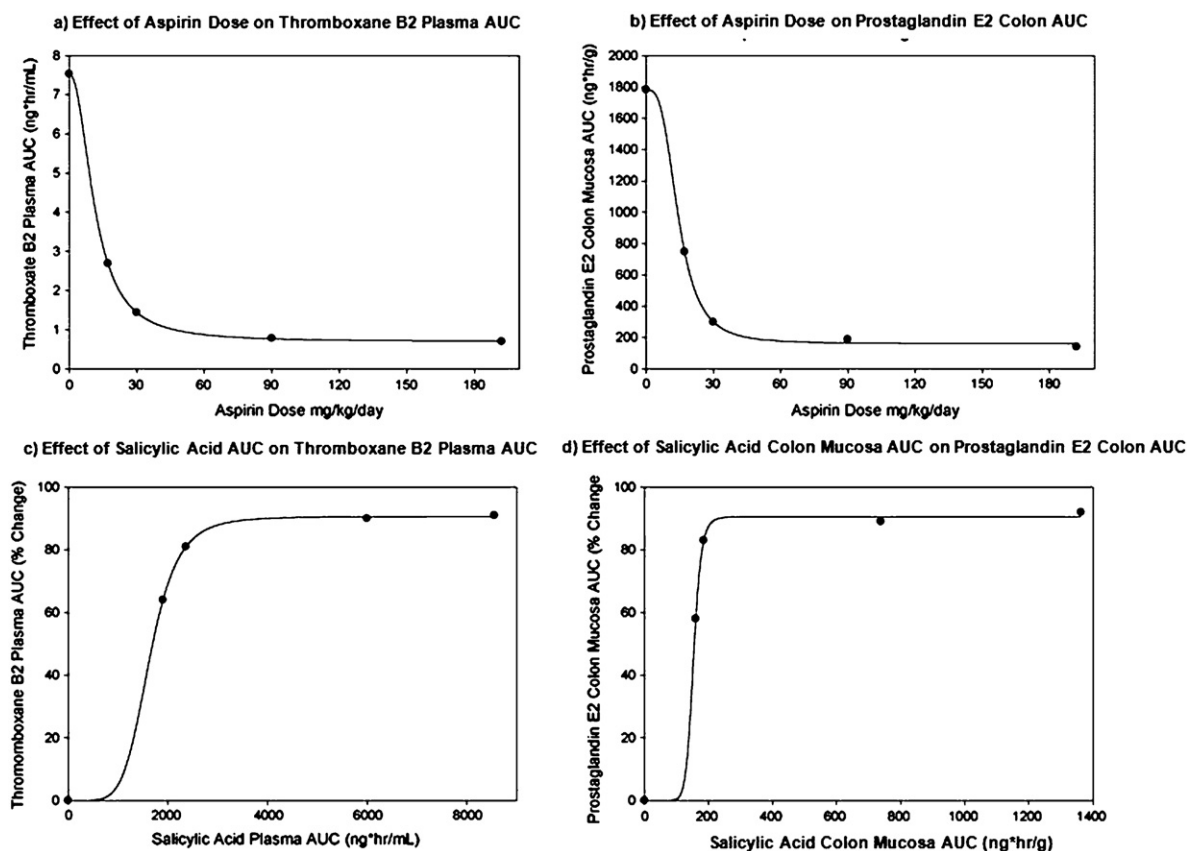 a) Effect of Aspirin Dose on Thromboxane B2 Plasma AUC
Thromboxate B2 Plasma AUC (ng*hr/mL)
8
7
6
5
4
3
2
1
0
0 30 60 90 120 150 180
Aspirin Dose mg/kg/day
b) Effect of Aspirin Dose on Prostaglandin E2 Colon AUC
Prostaglandin E2 Colon Mucosa AUC (ng*hr/g)
2000
1800
1600
1400
1200
1000
800
600
400
200
0
0 30 60 90 120 150 180
Aspirin Dose mg/kg/day
c) Effect of Salicylic Acid AUC on Thromboxane B2 Plasma AUC
Thromomboxane B2 Plasma AUC (% Change)
100
80
60
40
20
0
0 2000 4000 6000 8000
Salicylic Acid Plasma AUC (ng*hr/mL)
d) Effect of Salicylic Acid Colon Mucosa AUC on Prostaglandin E2 Colon AUC
Prostaglandin E2 Colon Mucosa AUC (% Change
100
80
60
40
20
0
0 200 400 600 800 1000 1200 1400
Salicylic Acid Colon Mucosa AUC (ng*hr/g)